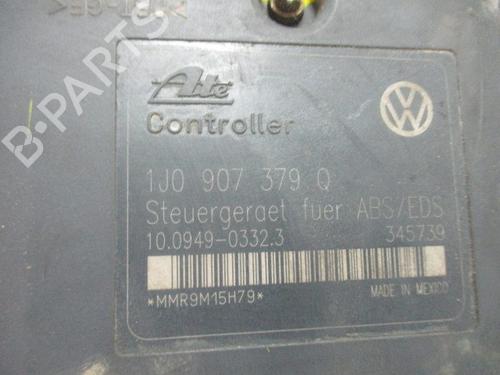 Ate
Controller
1J0 907 379 Q
Steuergeraet fuer ABS/EDS
10.0949-0332.3 345739
*MMR9M15H79*
MADE IN MEXICO
B-PARTS